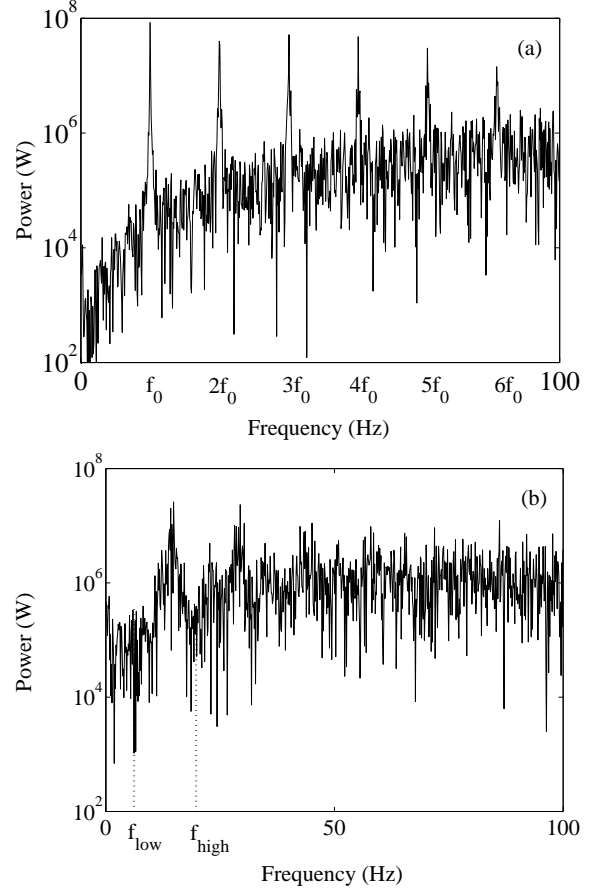 10^8
(a)
10^6
Power (W)
10^4
10^2
0 f_0 2f_0 3f_0 4f_0 5f_0 6f_0 100
Frequency (Hz)
10^8
(b)
10^6
Power (W)
10^4
10^2
0 f_low f_high 50 100
Frequency (Hz)